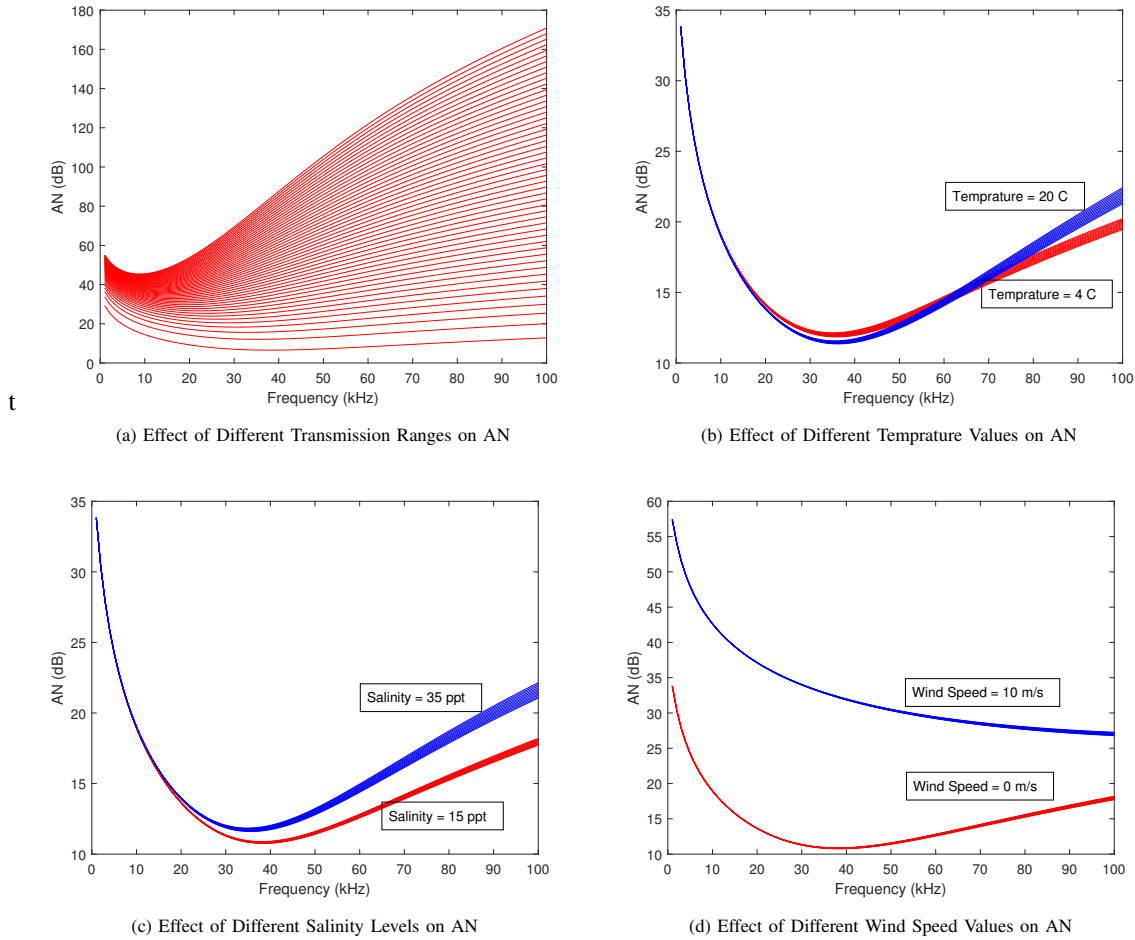 180
160
140
120
100
80
60
40
20
0
AN (dB)
0 10 20 30 40 50 60 70 80 90 100
Frequency (kHz)
(a) Effect of Different Transmission Ranges on AN
35
30
25
20
15
10
AN (dB)
Temprature = 20 C
Temprature = 4 C
0 10 20 30 40 50 60 70 80 90 100
Frequency (kHz)
(b) Effect of Different Temprature Values on AN
t
35
30
25
20
15
10
AN (dB)
Salinity = 35 ppt
Salinity = 15 ppt
0 10 20 30 40 50 60 70 80 90 100
Frequency (kHz)
(c) Effect of Different Salinity Levels on AN
60
55
50
45
40
35
30
25
20
15
10
AN (dB)
Wind Speed = 10 m/s
Wind Speed = 0 m/s
0 10 20 30 40 50 60 70 80 90 100
Frequency (kHz)
(d) Effect of Different Wind Speed Values on AN